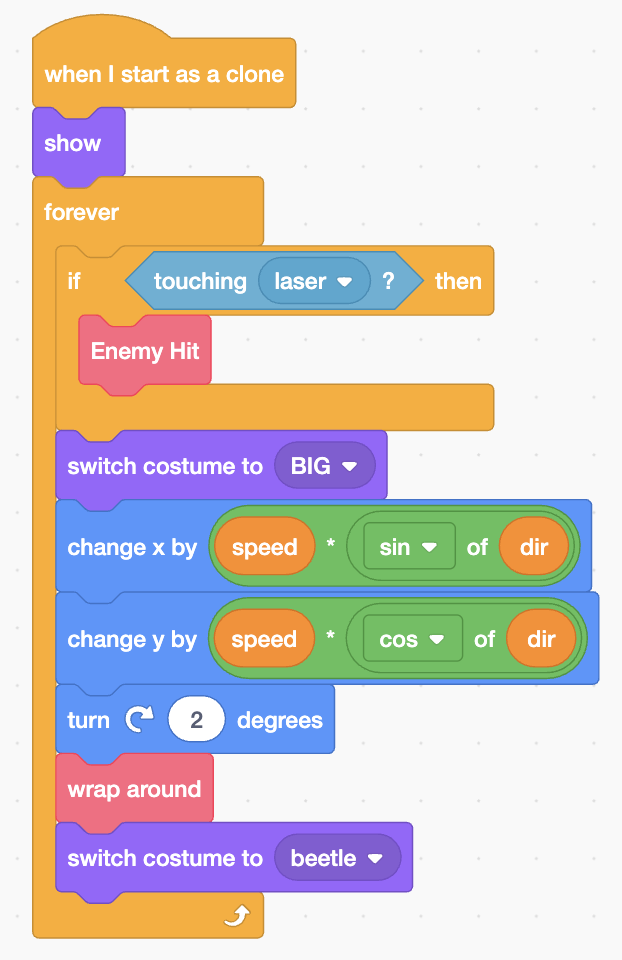 when I start as a clone
show
forever
if touching laser ? then
Enemy Hit
switch costume to BIG
change x by speed * sin of dir
change y by speed * cos of dir
turn 2 degrees
wrap around
switch costume to beetle